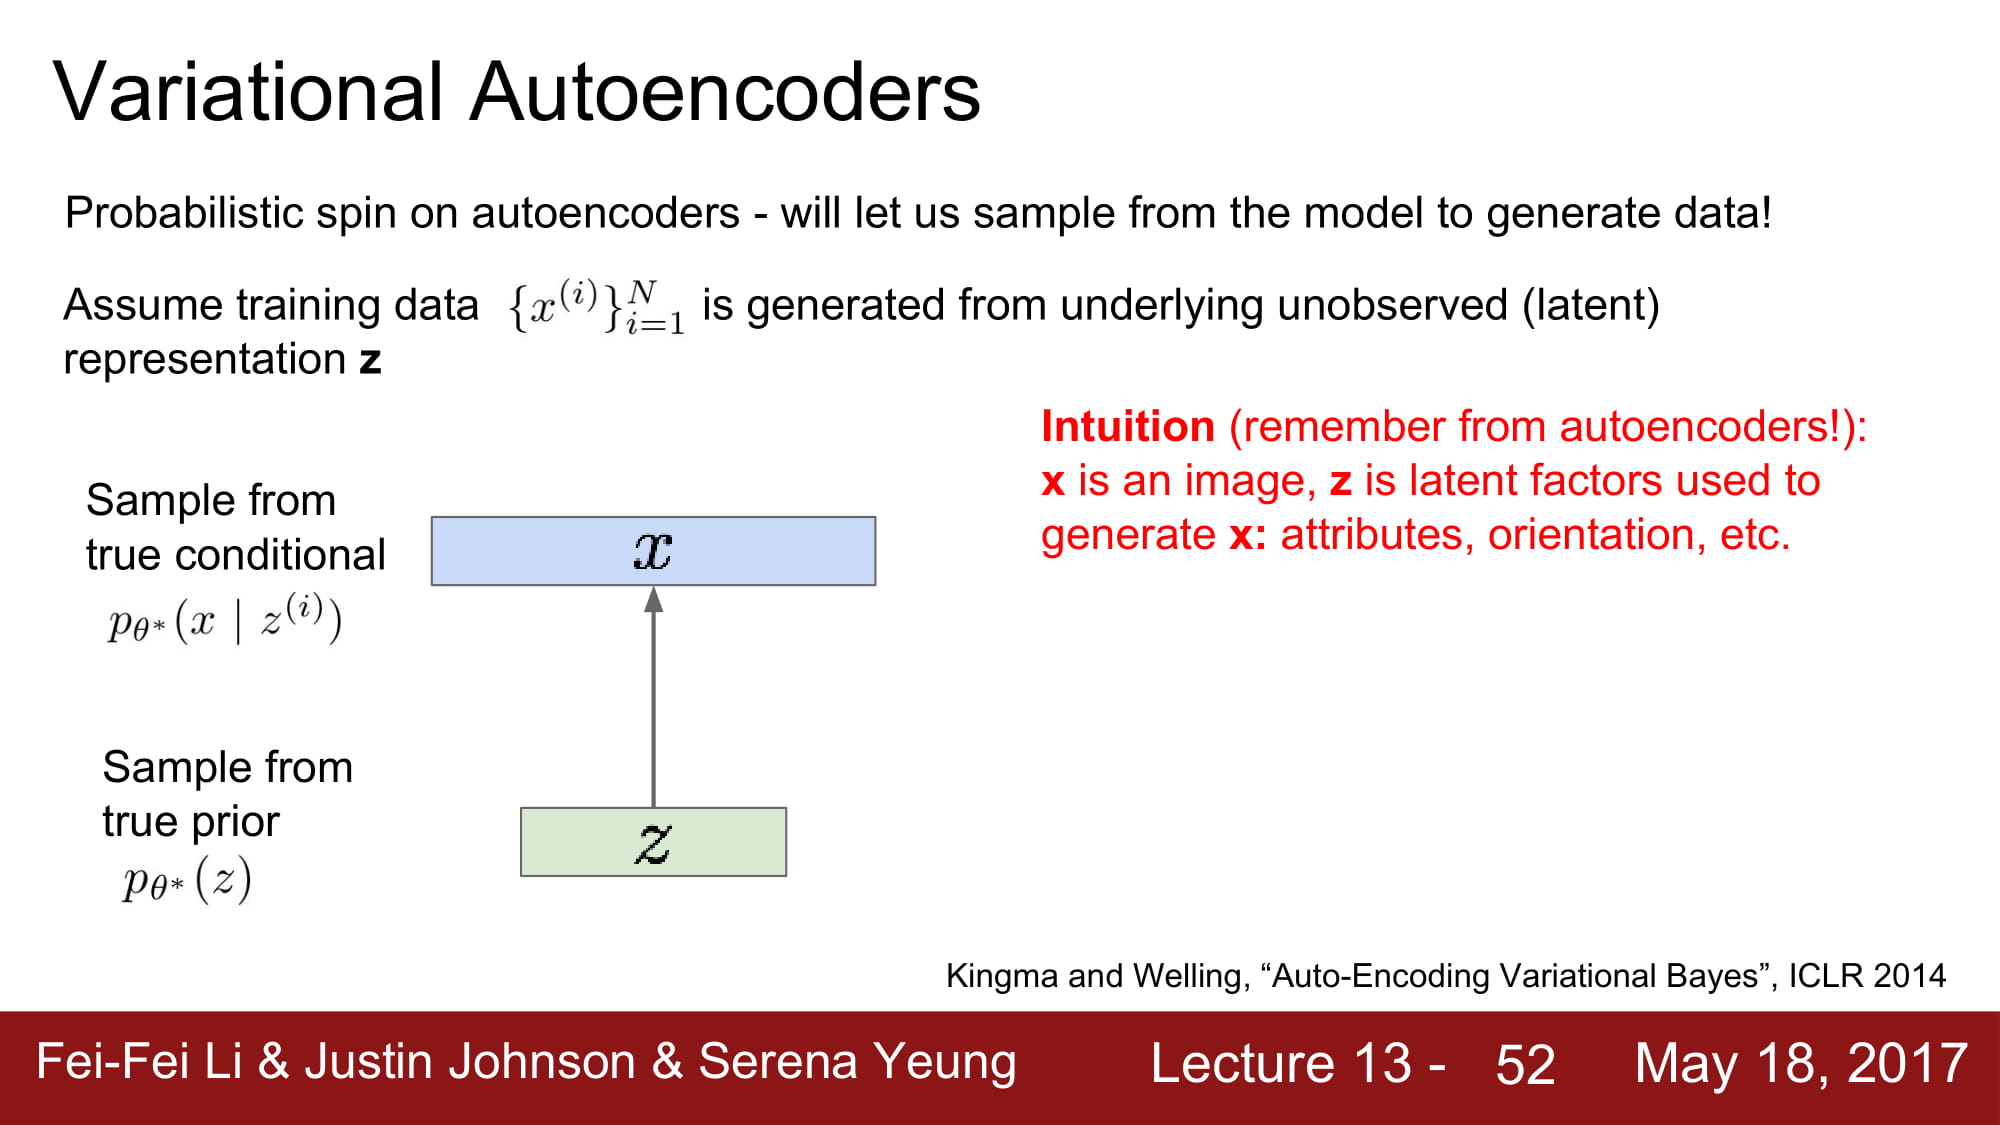 Variational Autoencoders
Probabilistic spin on autoencoders - will let us sample from the model to generate data!
Assume training data $\{x^{(i)}\}_{i=1}^{N}$ is generated from underlying unobserved (latent)
representation z
Intuition (remember from autoencoders!):
x is an image, z is latent factors used to
generate x: attributes, orientation, etc.
Sample from
true conditional
$p_{\theta^*}(x \mid z^{(i)})$
x
Sample from
true prior
$p_{\theta^*}(z)$
z
Kingma and Welling, “Auto-Encoding Variational Bayes”, ICLR 2014
Fei-Fei Li & Justin Johnson & Serena Yeung
Lecture 13 - 52
May 18, 2017